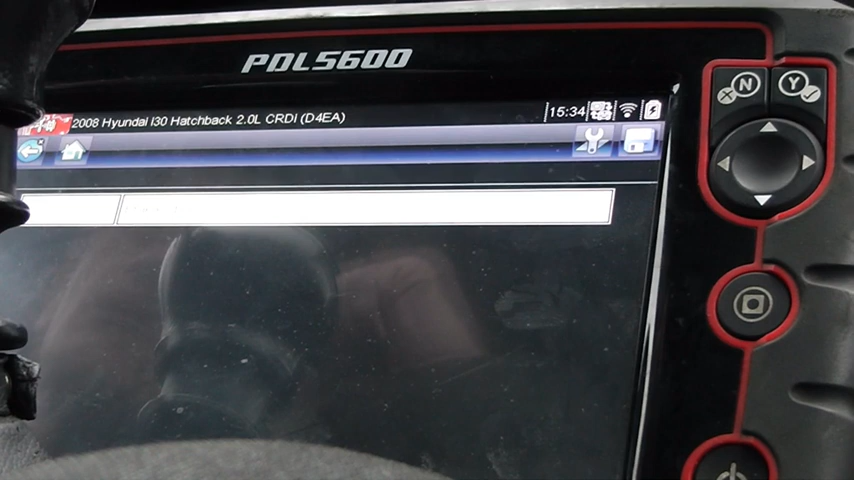 PDL5600
2008 Hyundai I30 Hatchback 2.0L CRDi (D4EA)
15:34
N
Y